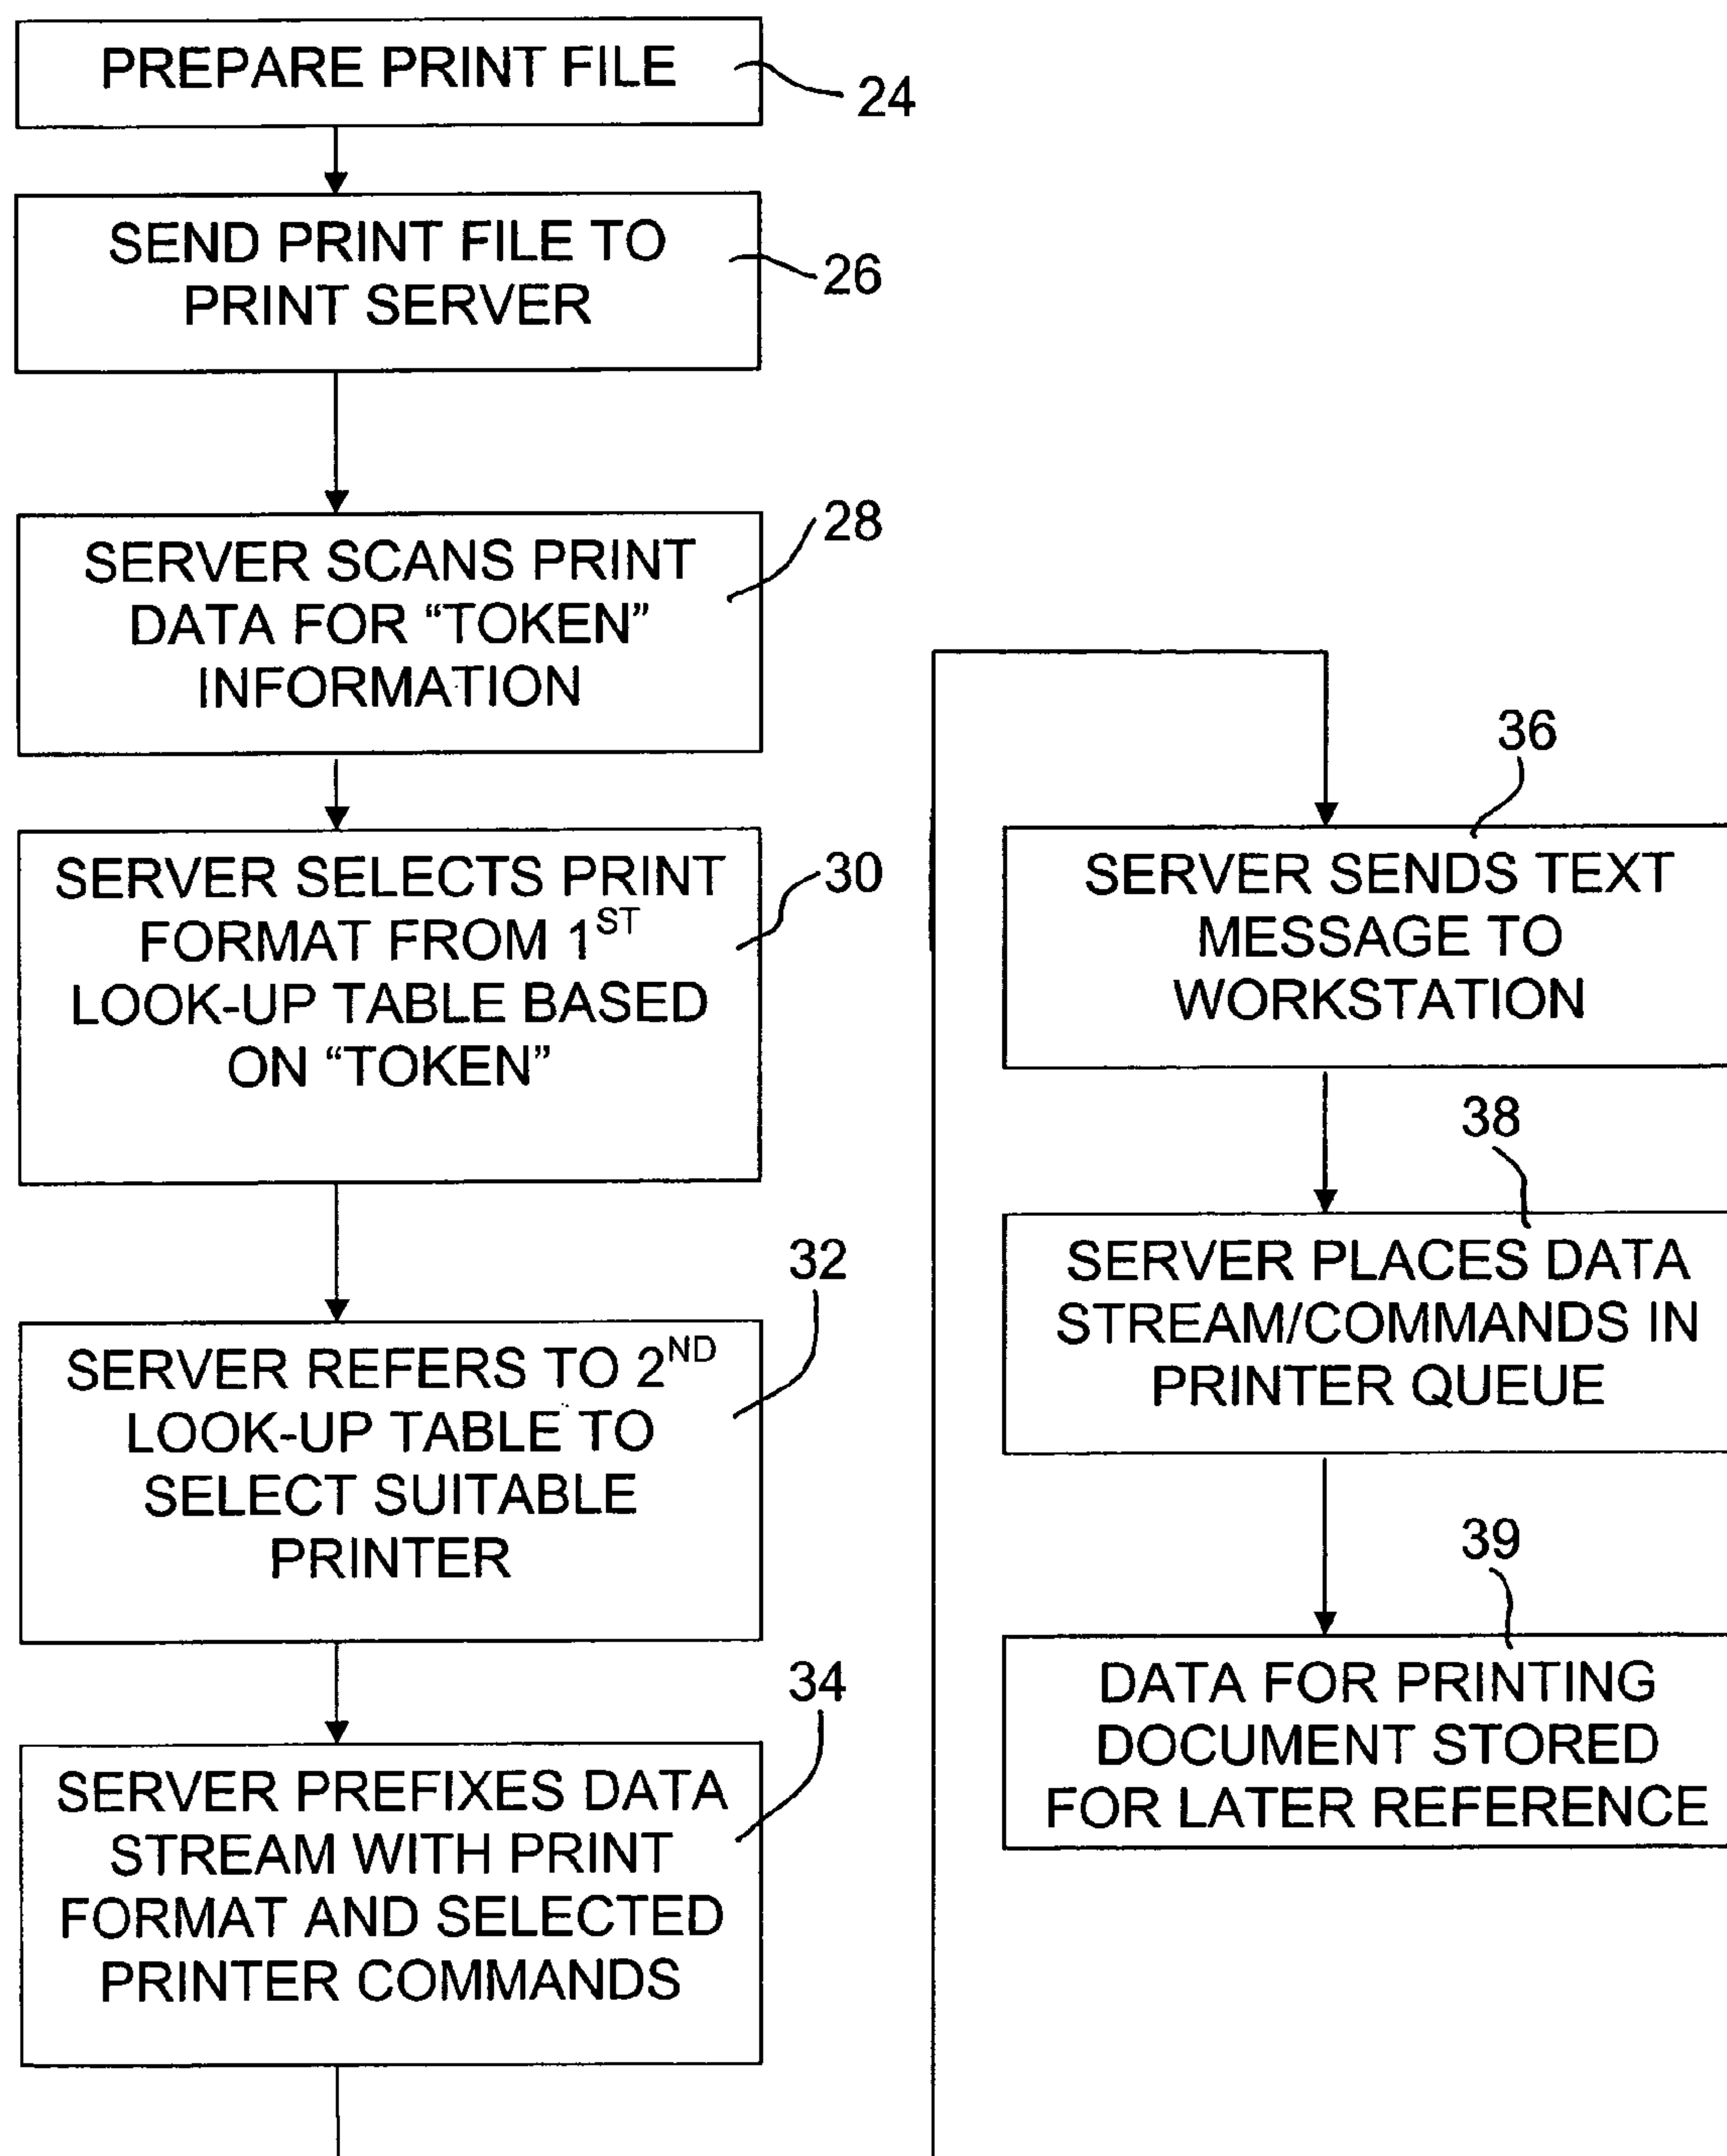 PREPARE PRINT FILE
24
SEND PRINT FILE TO
PRINT SERVER
26
SERVER SCANS PRINT
DATA FOR “TOKEN”
INFORMATION
28
SERVER SELECTS PRINT
FORMAT FROM 1ST
LOOK-UP TABLE BASED
ON “TOKEN”
30
SERVER REFERS TO 2ND
LOOK-UP TABLE TO
SELECT SUITABLE
PRINTER
32
SERVER PREFIXES DATA
STREAM WITH PRINT
FORMAT AND SELECTED
PRINTER COMMANDS
34
36
SERVER SENDS TEXT
MESSAGE TO
WORKSTATION
38
SERVER PLACES DATA
STREAM/COMMANDS IN
PRINTER QUEUE
39
DATA FOR PRINTING
DOCUMENT STORED
FOR LATER REFERENCE